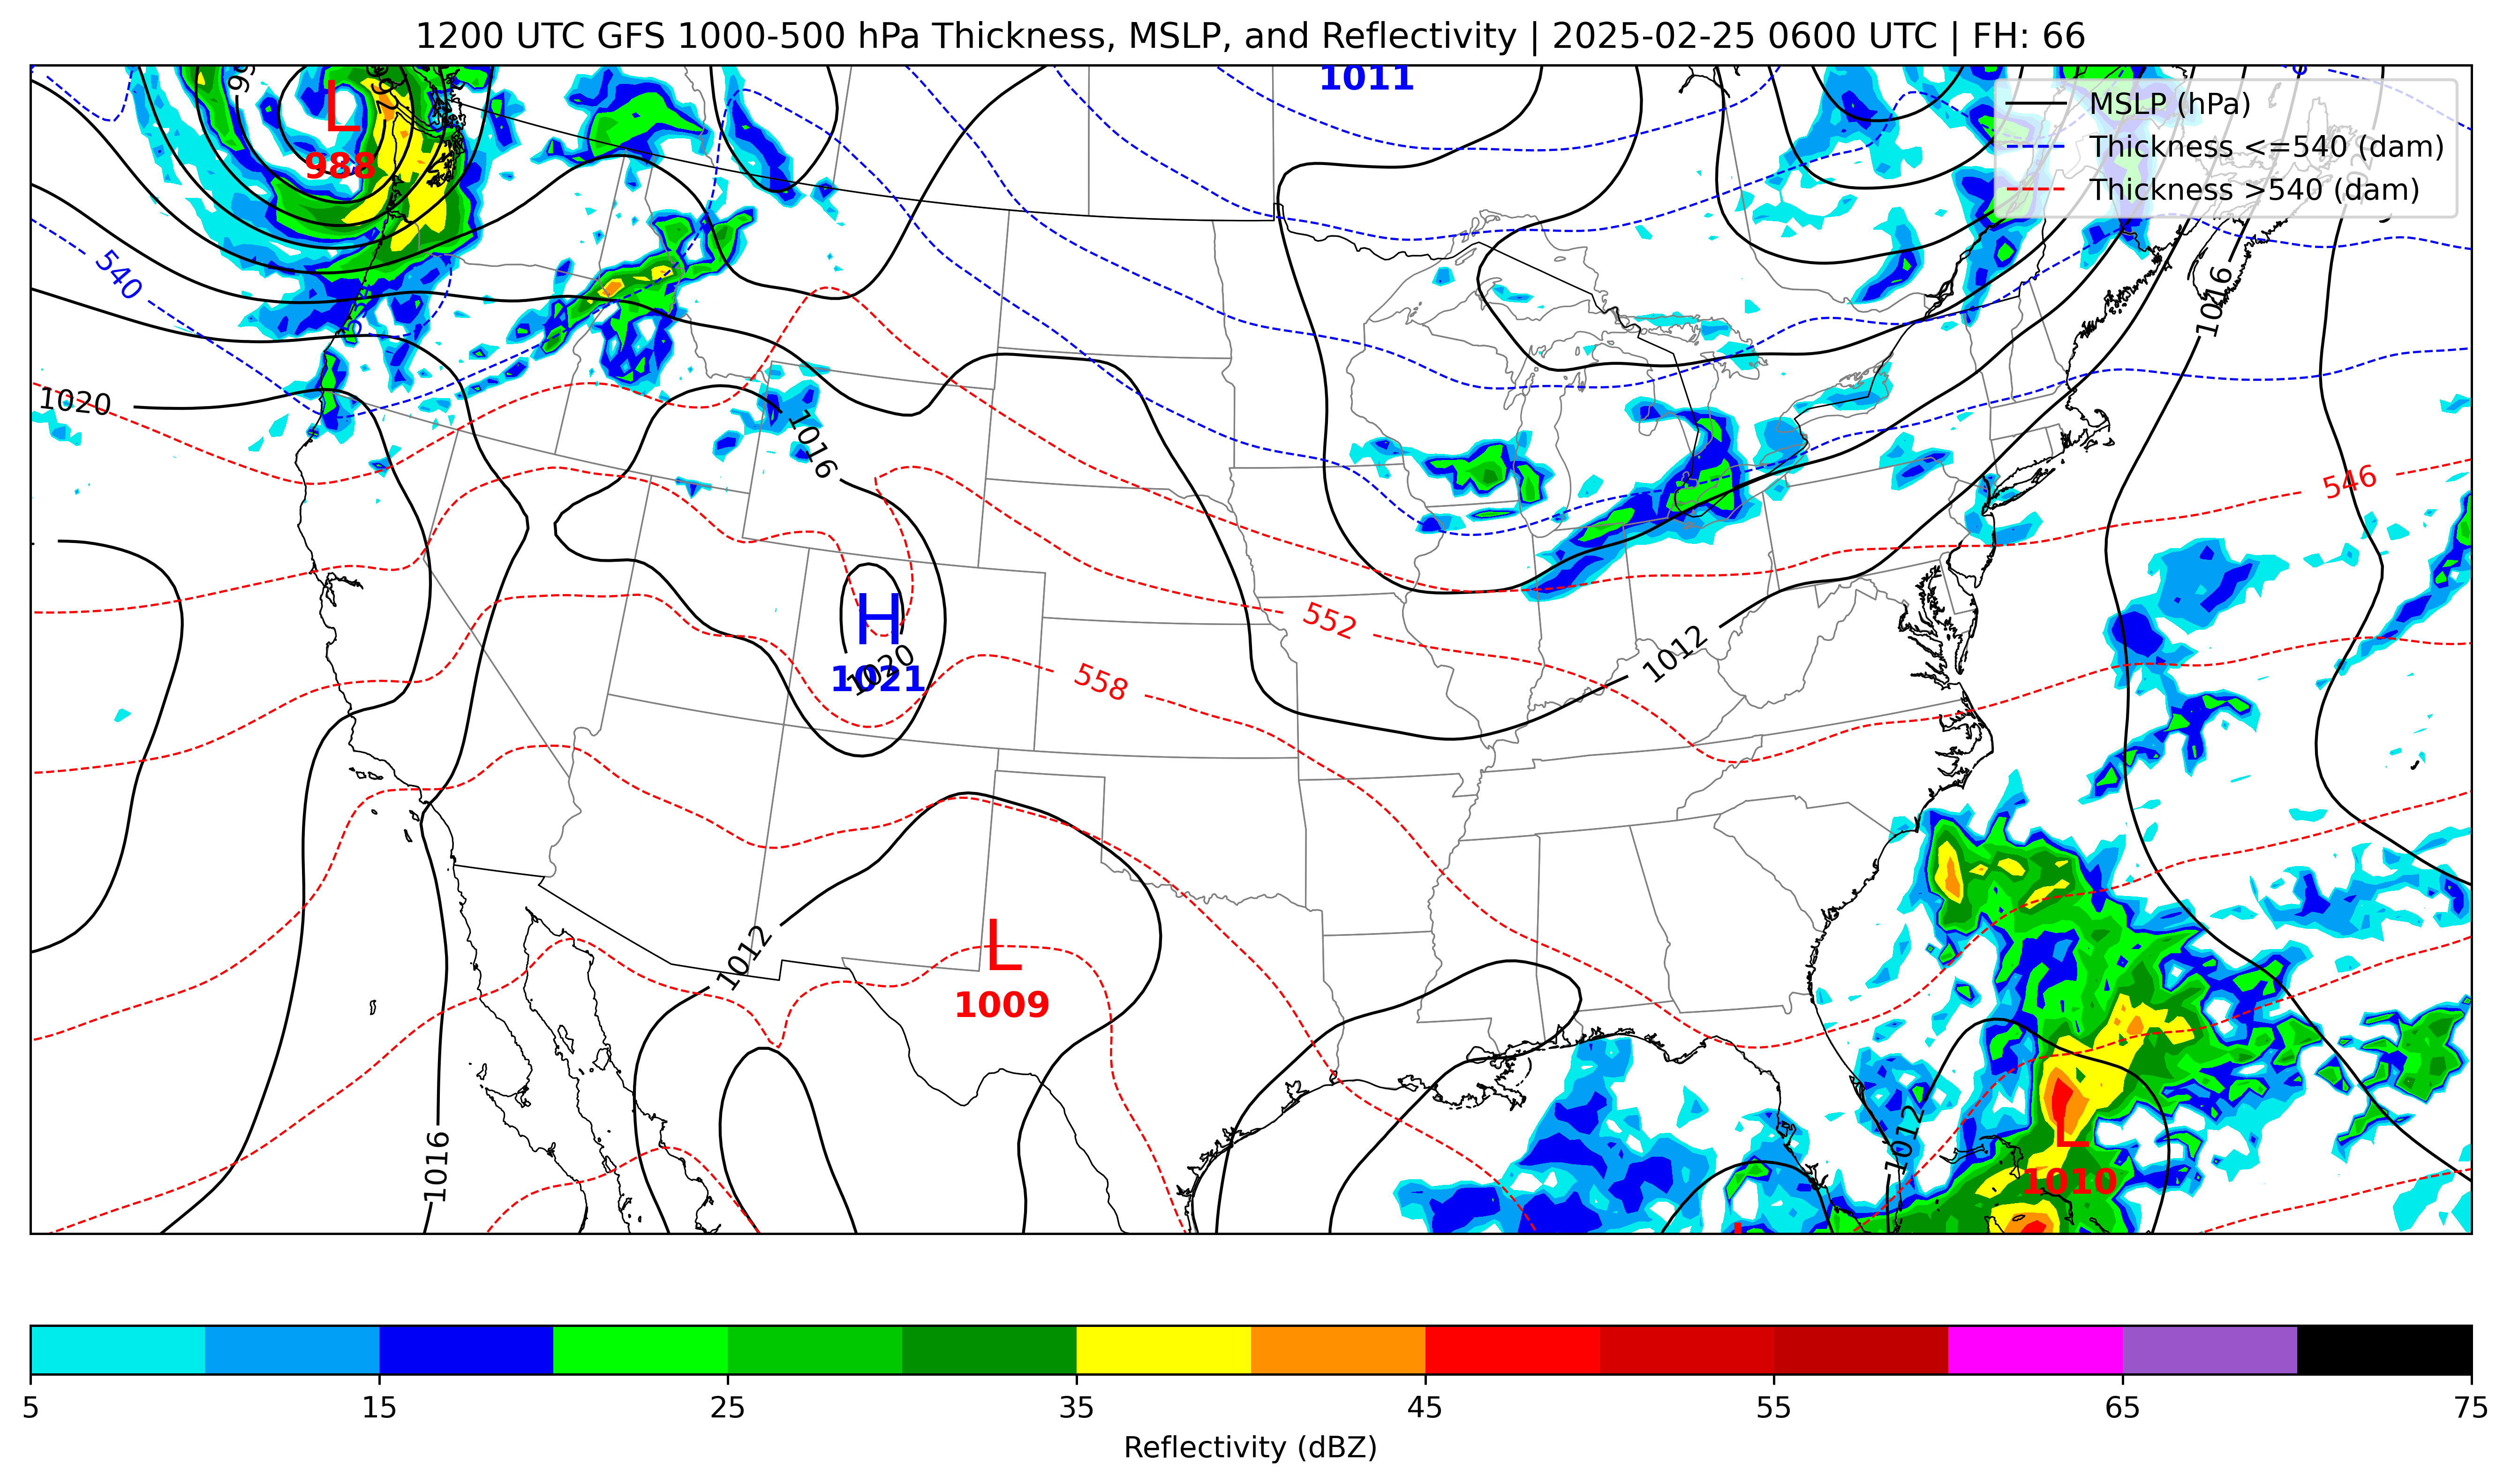 1200 UTC GFS 1000-500 hPa Thickness, MSLP, and Reflectivity | 2025-02-25 0600 UTC | FH: 66
1011
MSLP (hPa)
Thickness <=540 (dam)
Thickness >540 (dam)
992
L
988
540
1016
1020
1016
546
H
1020
1021
552
558
1012
1012
L
1009
1012
L
1010
1016
5
15
25
35
45
55
65
75
Reflectivity (dBZ)